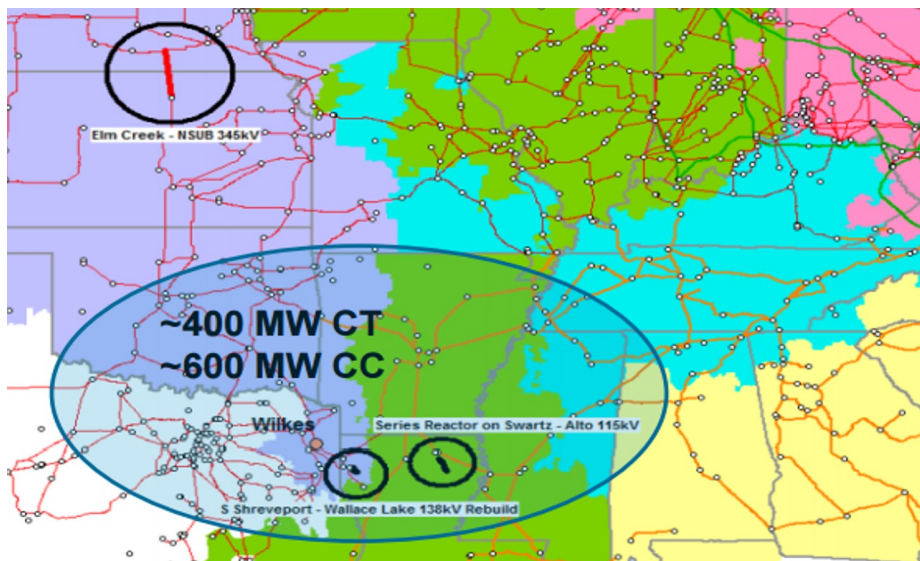 Elm Creek - NSUB 345kV
~400 MW CT
~600 MW CC
Wilkes
Series Reactor on Swartz - Alto 115kV
S Shreveport - Wallace Lake 138kV Rebuild